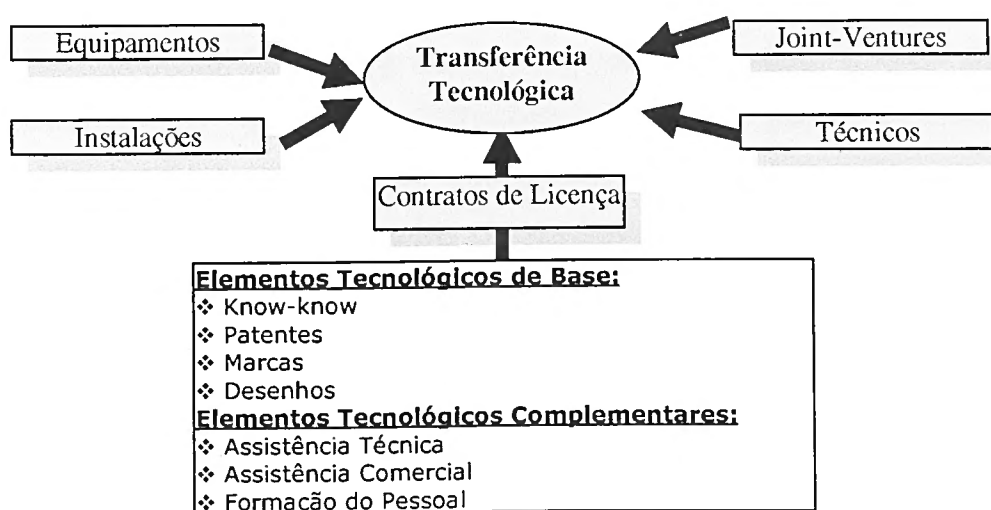 Equipamentos
Transferência
Tecnológica
Joint-Ventures
Instalações
Técnicos
Contratos de Licença
Elementos Tecnológicos de Base:
❖ Know-know
❖ Patentes
❖ Marcas
❖ Desenhos
Elementos Tecnológicos Complementares:
❖ Assistência Técnica
❖ Assistência Comercial
❖ Formação do Pessoal